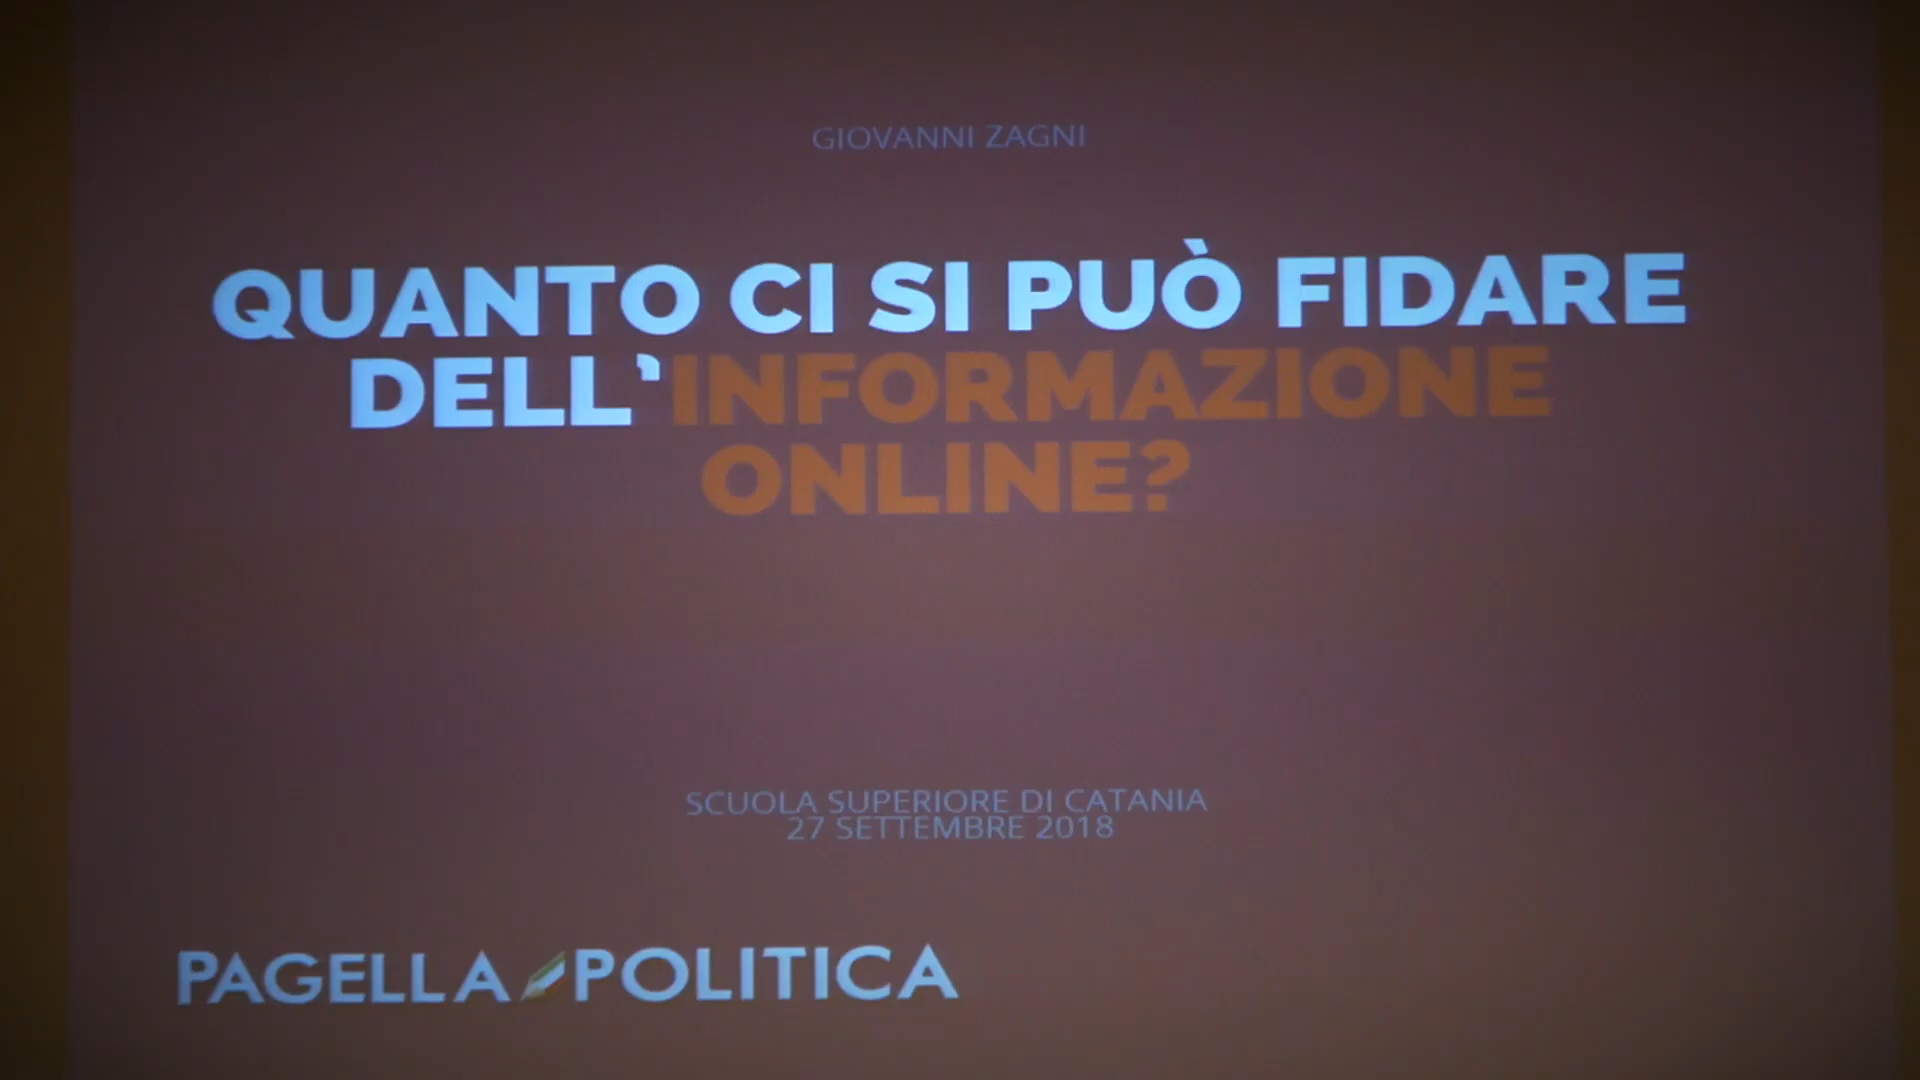 GIOVANNI ZAGNI
QUANTO CI SI PUÒ FIDARE
DELL'INFORMAZIONE
ONLINE?
SCUOLA SUPERIORE DI CATANIA
27 SETTEMBRE 2018
PAGELLA POLITICA